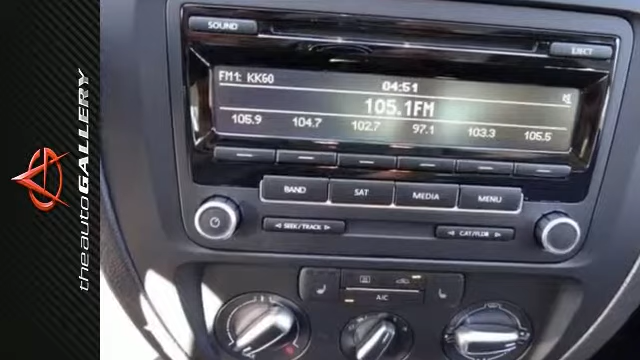 theautoGALLERY
SOUND
EJECT
FM1: KKGO
04:51
105.1FM
105.9 104.7 102.7 97.1 103.3 105.5
BAND SAT MEDIA MENU
SEEK/TRACK
CAT/FLDR
A/C